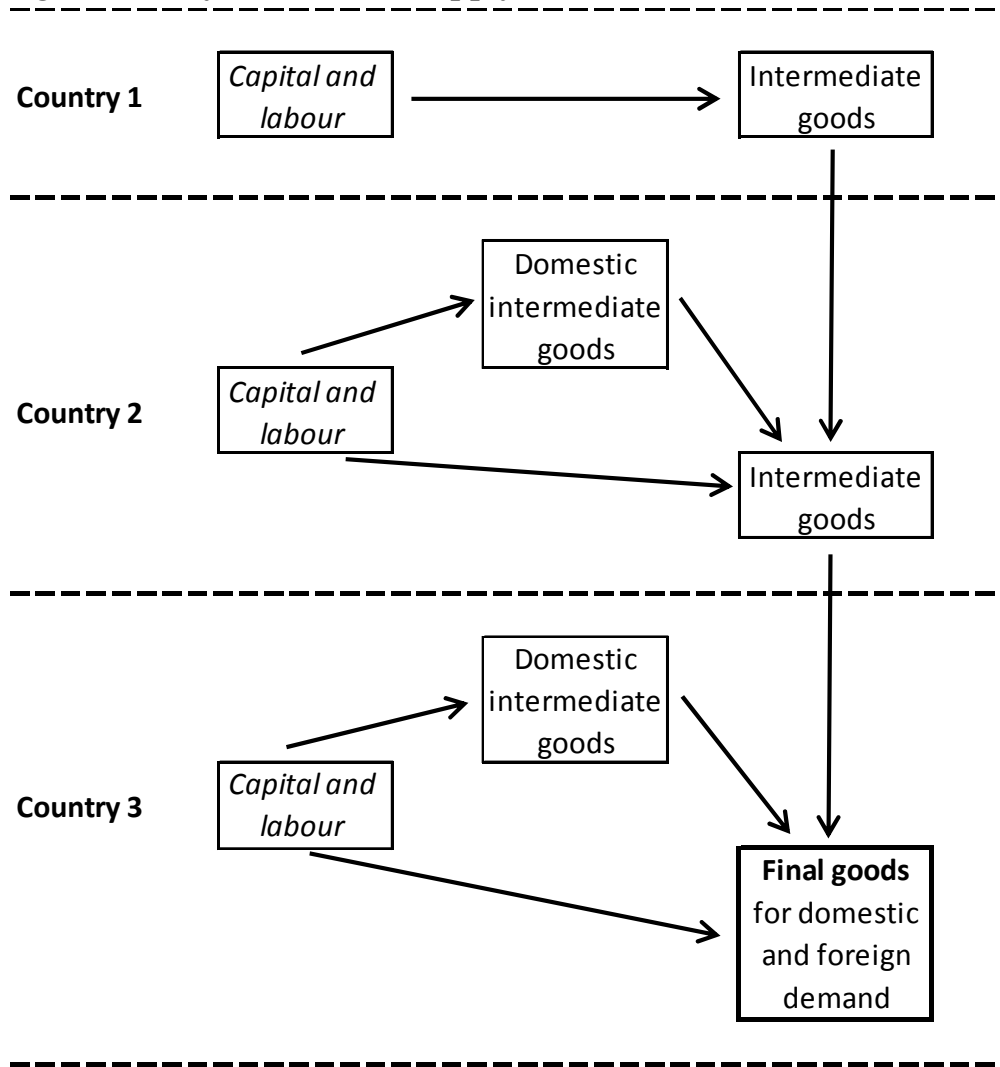 Country 1
Capital and
labour
Intermediate
goods
Domestic
intermediate
goods
Country 2
Capital and
labour
Intermediate
goods
Domestic
intermediate
goods
Country 3
Capital and
labour
Final goods
for domestic
and foreign
demand